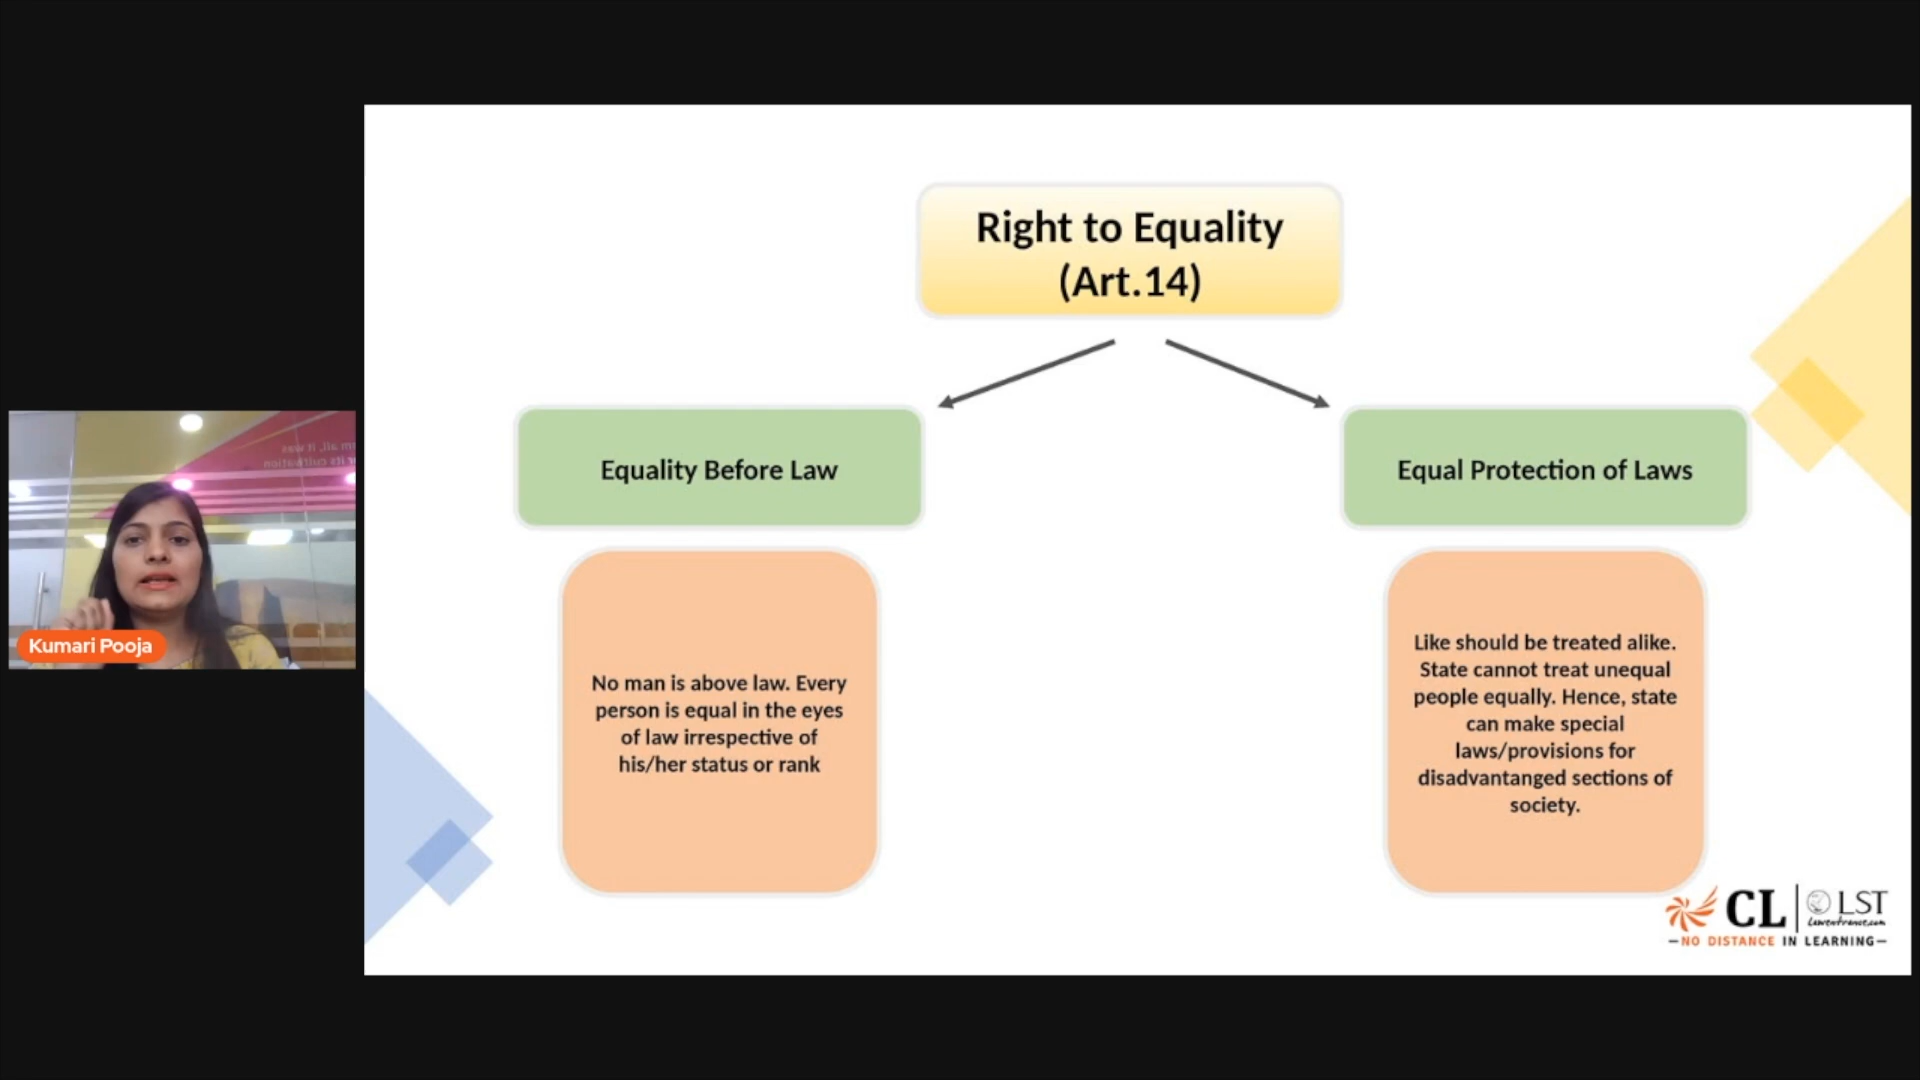 Right to Equality
(Art.14)
Equality Before Law
Equal Protection of Laws
No man is above law. Every
person is equal in the eyes
of law irrespective of
his/her status or rank
Like should be treated alike.
State cannot treat unequal
people equally. Hence, state
can make special
laws/provisions for
disadvantanged sections of
society.
Kumari Pooja
CL LST
Lawentrance.com
—NO DISTANCE IN LEARNING—